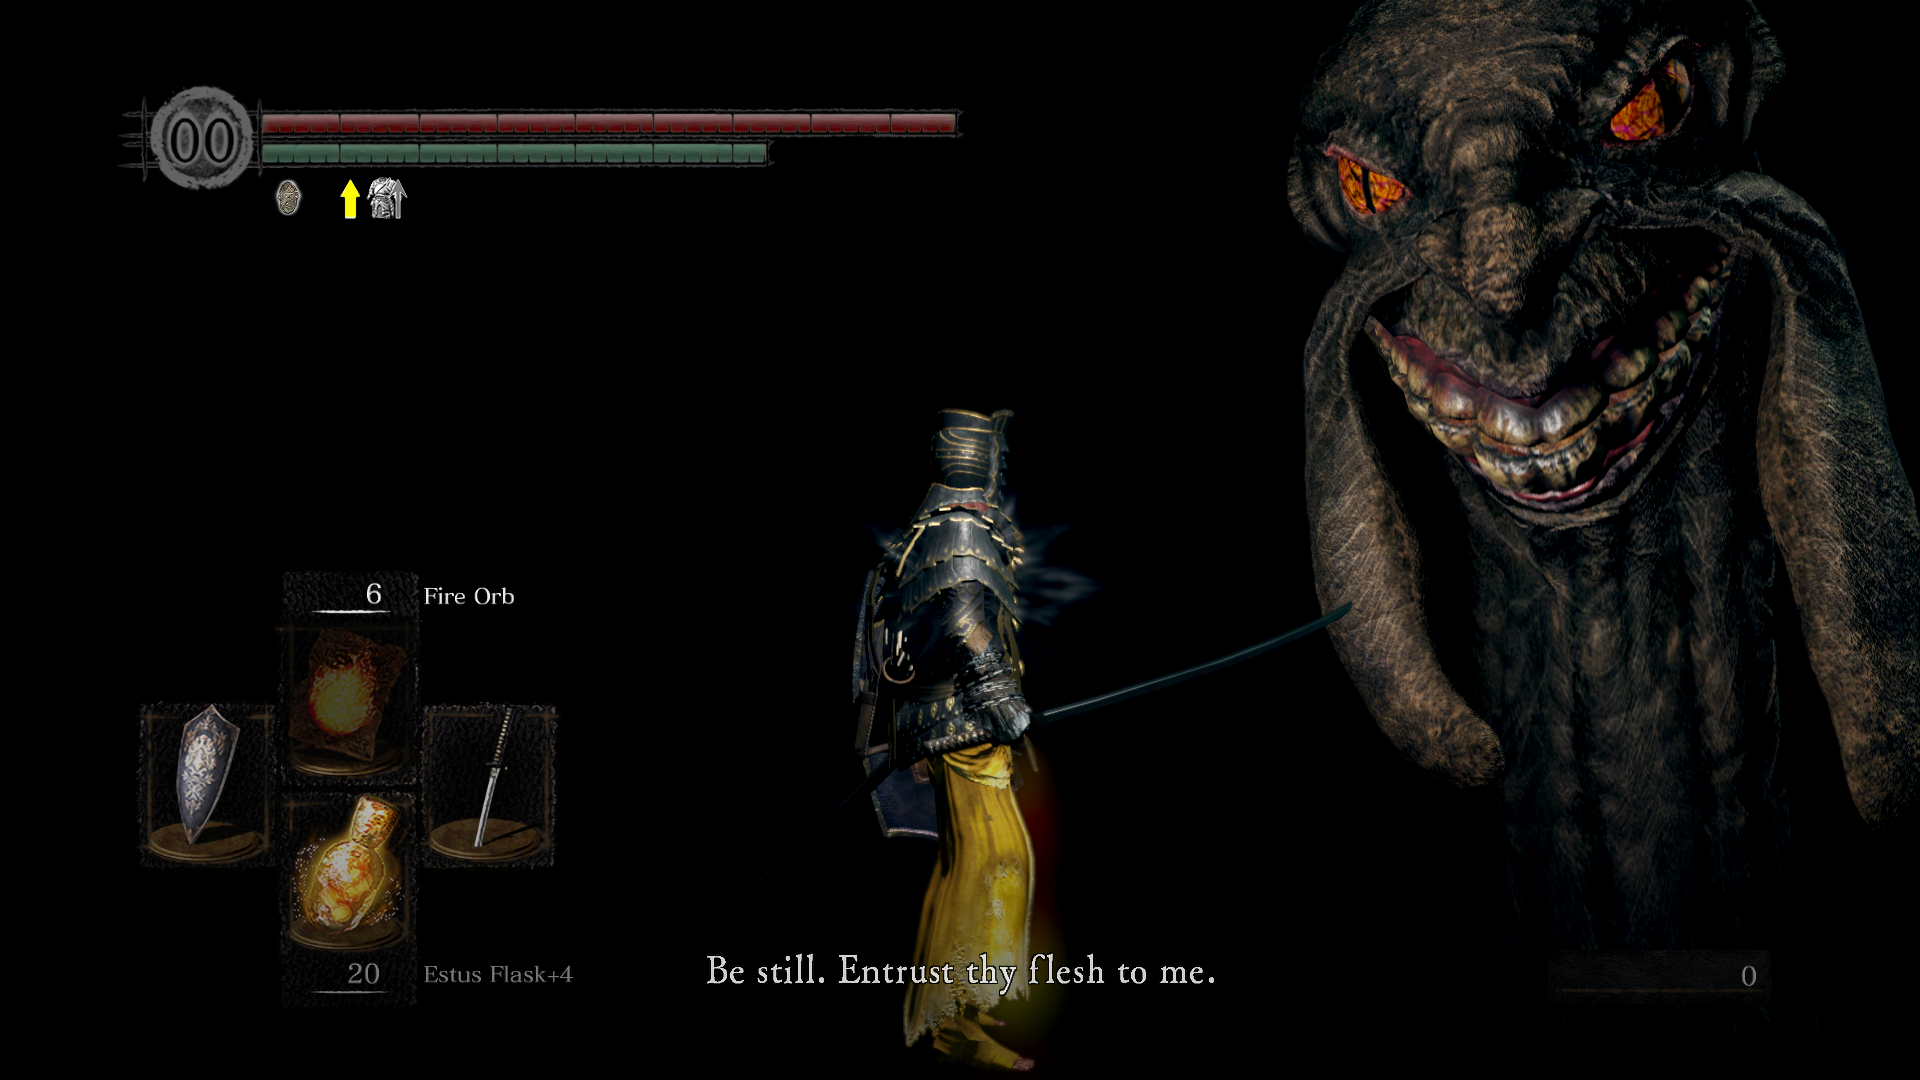 00
6 Fire Orb
20 Estus Flask+4
Be still. Entrust thy flesh to me.
0